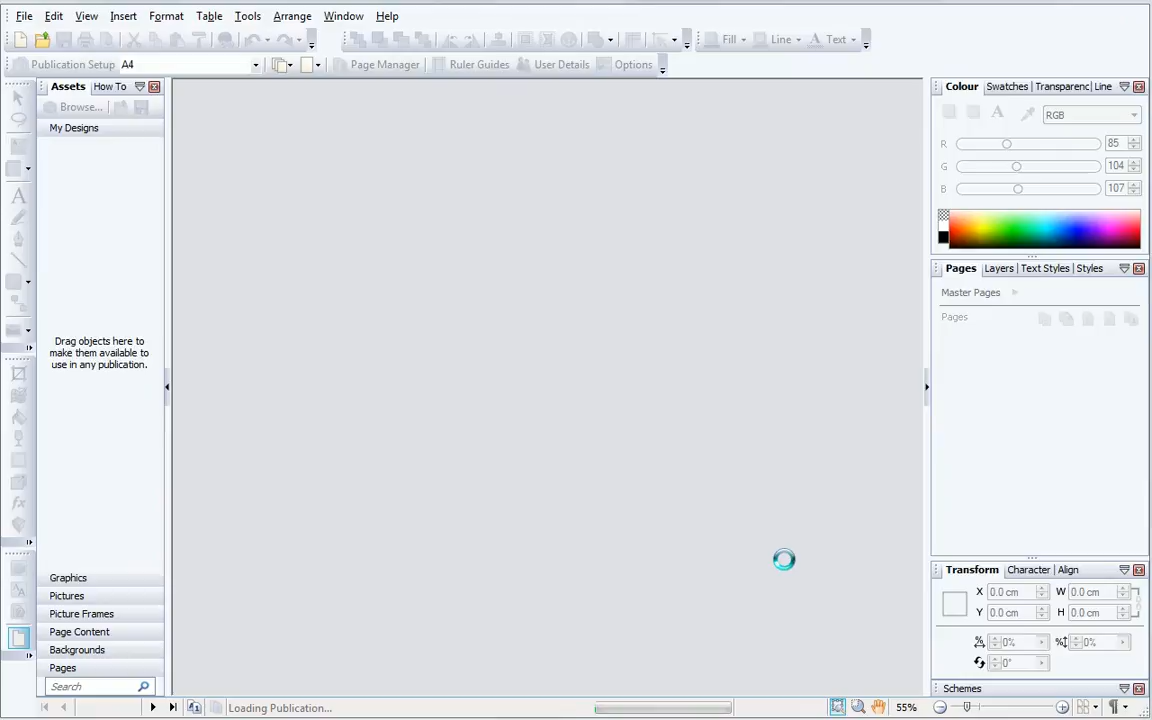 File Edit View Insert Format Table Tools Arrange Window Help
Fill Line A Text
Publication Setup A4 Page Manager Ruler Guides User Details Options
Assets How To
Browse...
My Designs
Drag objects here to
make them available to
use in any publication.
Graphics
Pictures
Picture Frames
Page Content
Backgrounds
Pages
Search
Colour Swatches Transparenc Line
A RGB
R 85
G 104
B 107
Pages Layers Text Styles Styles
Master Pages
Pages
Transform Character Align
X 0.0 cm W 0.0 cm
Y 0.0 cm H 0.0 cm
0% 0%
0°
Schemes
Loading Publication... 55%